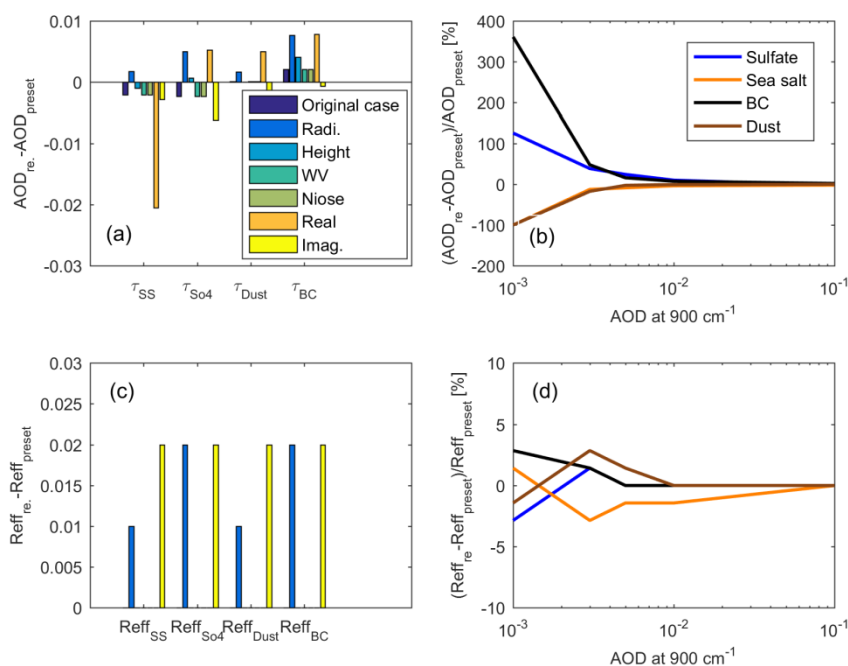 0.01
0
-0.01
-0.02
-0.03
AOD_re.-AOD_preset
(a)
Original case
Radi.
Height
WV
Niose
Real
Imag.
τ_SS τ_So4 τ_Dust τ_BC
400
300
200
100
0
-100
-200
(AOD_re-AOD_preset)/AOD_preset [%]
Sulfate
Sea salt
BC
Dust
(b)
10^-3 10^-2 10^-1
AOD at 900 cm^-1
0.03
0.025
0.02
0.015
0.01
0.005
0
Reff_re.-Reff_preset
(c)
Reff_SS Reff_So4 Reff_Dust Reff_BC
10
5
0
-5
-10
(Reff_re-Reff_preset)/Reff_preset [%]
(d)
10^-3 10^-2 10^-1
AOD at 900 cm^-1